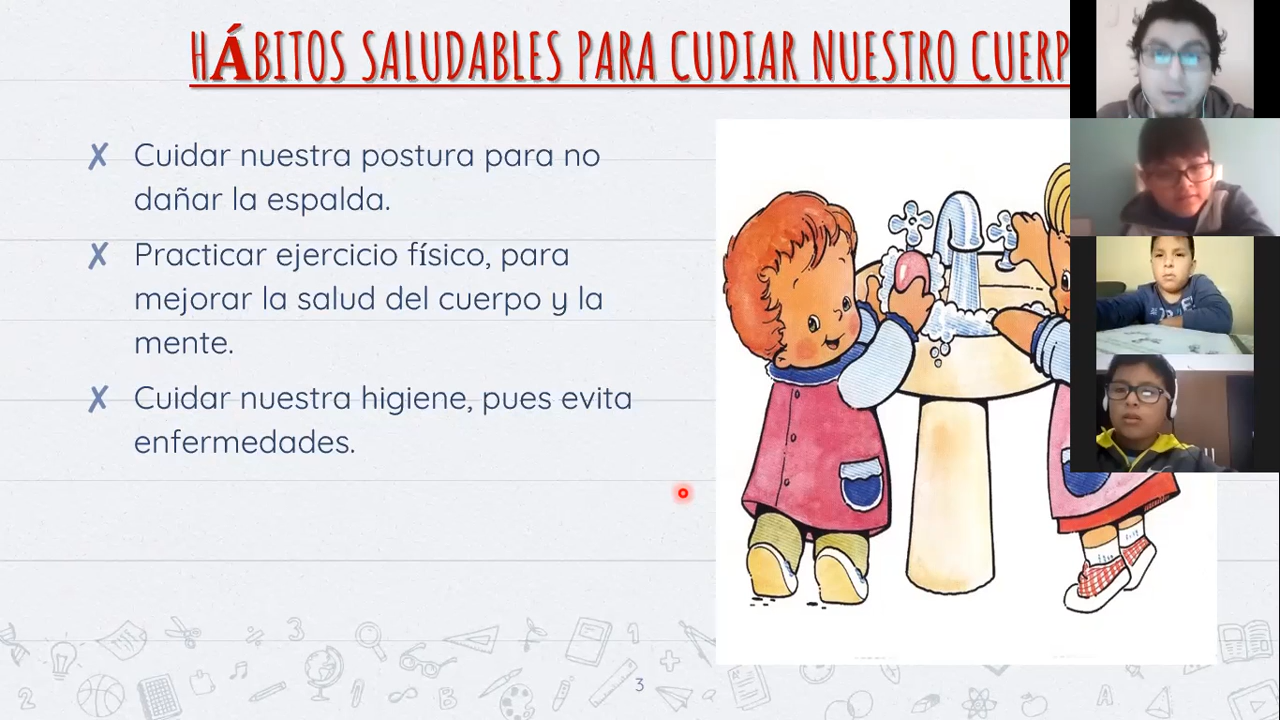 HÁBITOS SALUDABLES PARA CUDIAR NUESTRO CUERP
✗ Cuidar nuestra postura para no
dañar la espalda.
✗ Practicar ejercicio físico, para
mejorar la salud del cuerpo y la
mente.
✗ Cuidar nuestra higiene, pues evita
enfermedades.
3